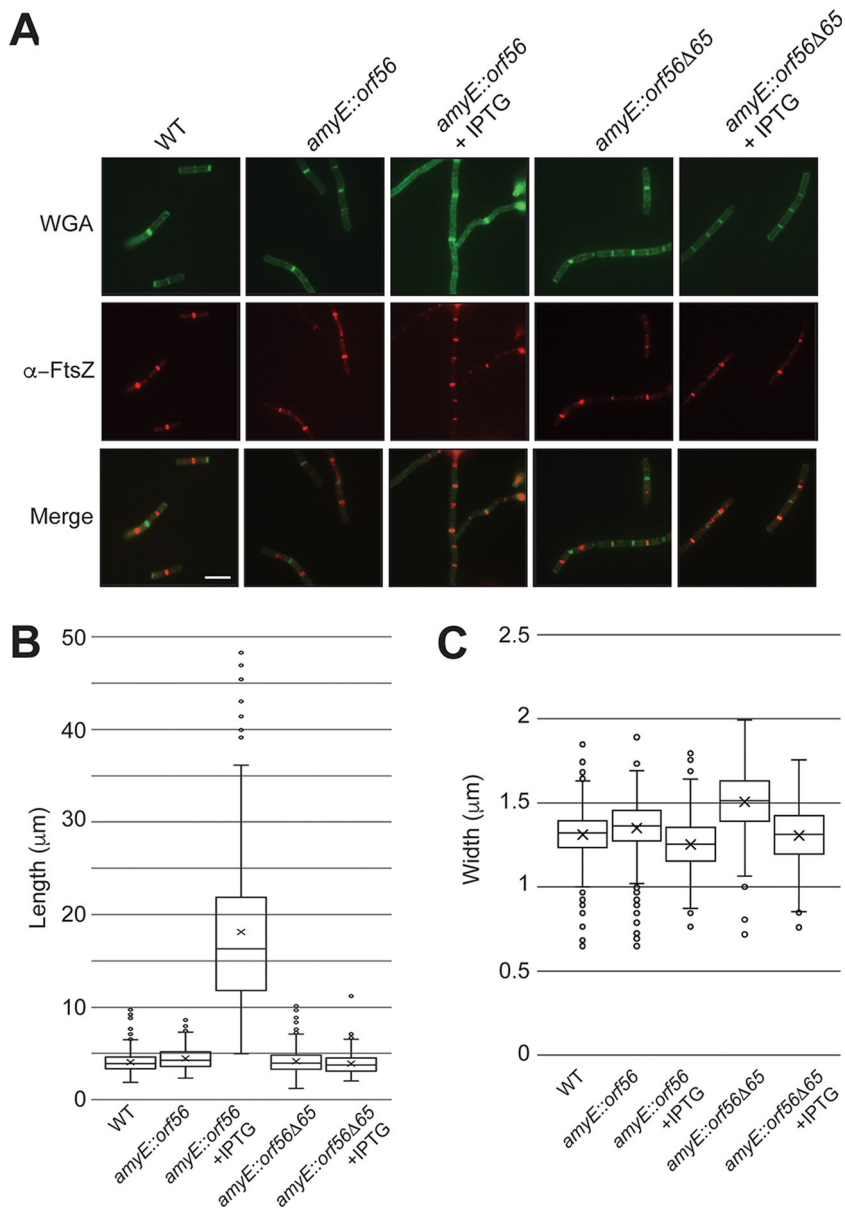 A
WT
amyE::orf56
amyE::orf56
+ IPTG
amyE::orf56Δ65
amyE::orf56Δ65
+ IPTG
WGA
α–FtsZ
Merge
B
50
40
30
20
10
0
Length (μm)
WT
amyE::orf56
amyE::orf56
+IPTG
amyE::orf56Δ65
amyE::orf56Δ65
+IPTG
C
2.5
2
1.5
1
0.5
0
Width (μm)
WT
amyE::orf56
amyE::orf56
+IPTG
amyE::orf56Δ65
amyE::orf56Δ65
+IPTG